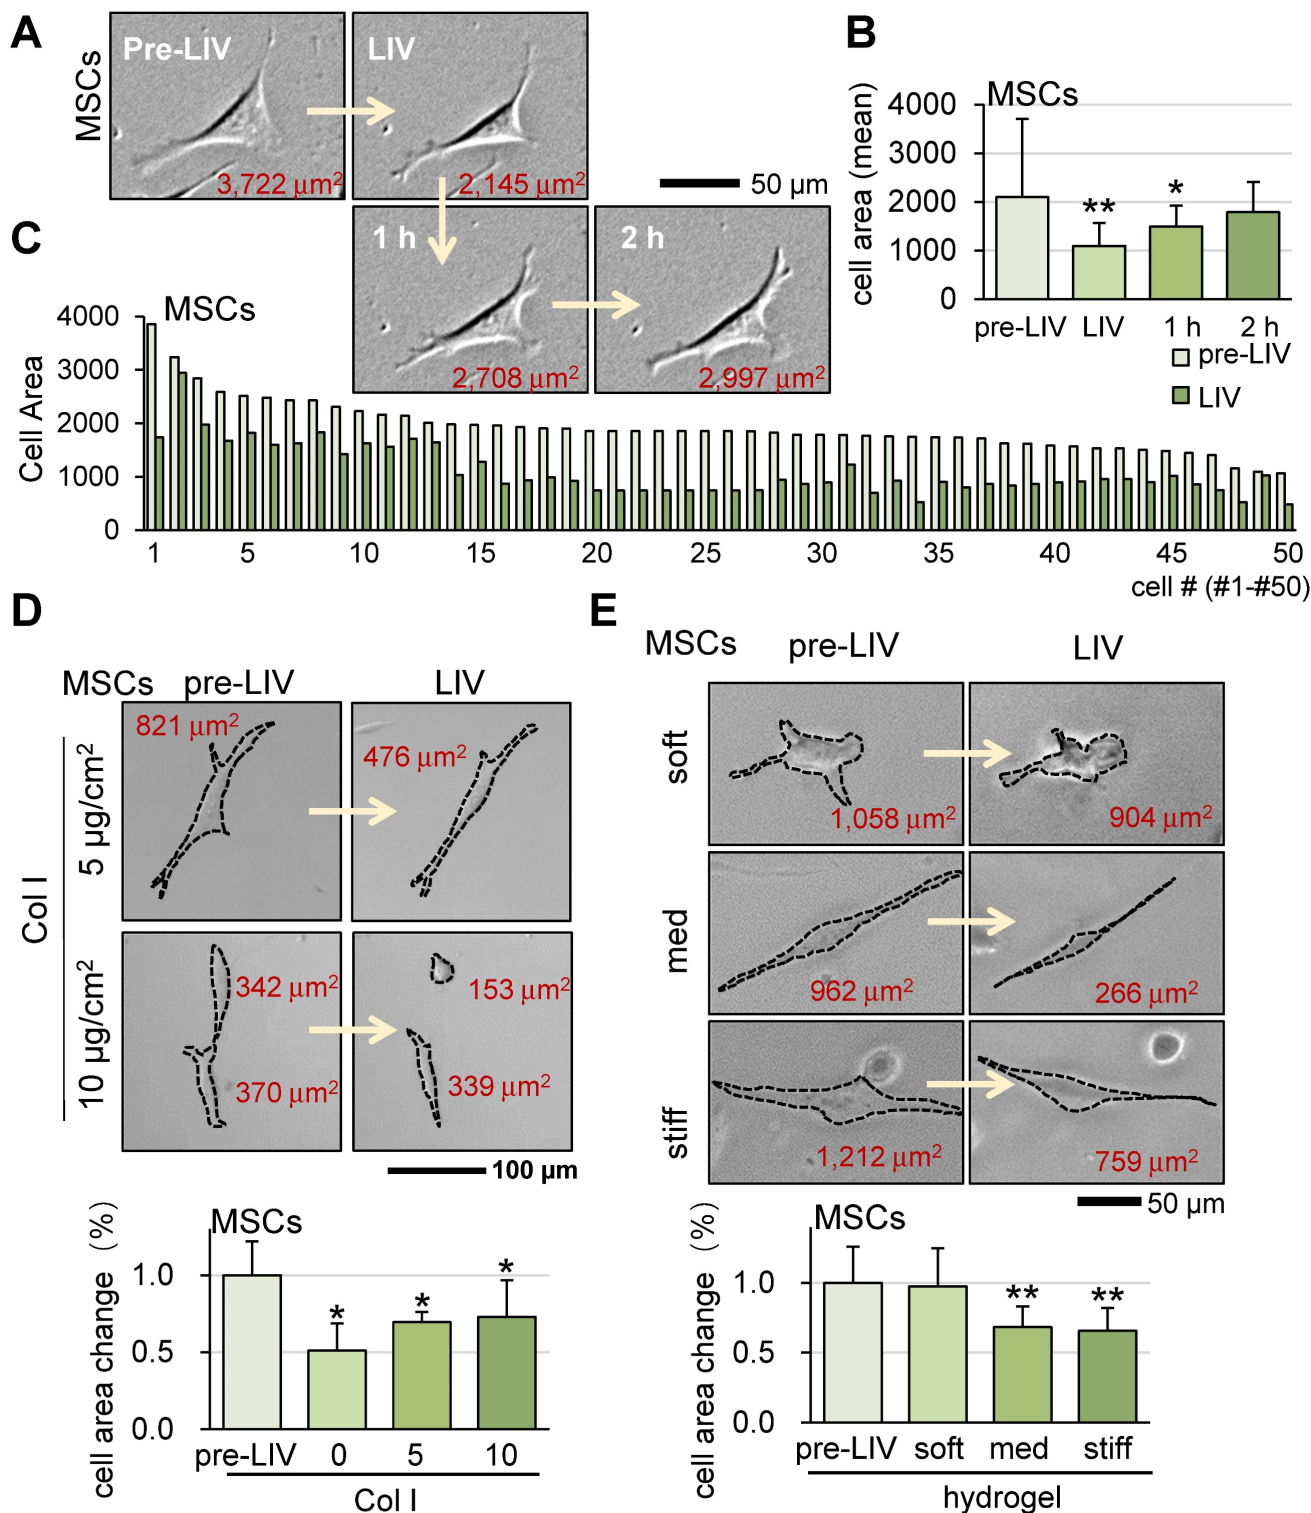 A
MSCs
Pre-LIV
3,722 µm²
LIV
2,145 µm²
50 µm
1 h
2,708 µm²
2 h
2,997 µm²
B
MSCs
cell area (mean)
4000
3000
2000
1000
0
**
*
pre-LIV LIV 1 h 2 h
pre-LIV
LIV
C
MSCs
Cell Area
4000
3000
2000
1000
0
1 5 10 15 20 25 30 35 40 45 50
cell # (#1-#50)
D
MSCs pre-LIV LIV
Col I
5 µg/cm²
821 µm²
476 µm²
10 µg/cm²
342 µm²
370 µm²
153 µm²
339 µm²
100 µm
MSCs
cell area change (%)
1.0
0.5
0.0
*
*
*
pre-LIV 0 5 10
Col I
E
MSCs pre-LIV LIV
soft
1,058 µm²
904 µm²
med
962 µm²
266 µm²
stiff
1,212 µm²
759 µm²
50 µm
MSCs
cell area change (%)
1.0
0.5
0.0
**
**
pre-LIV soft med stiff
hydrogel